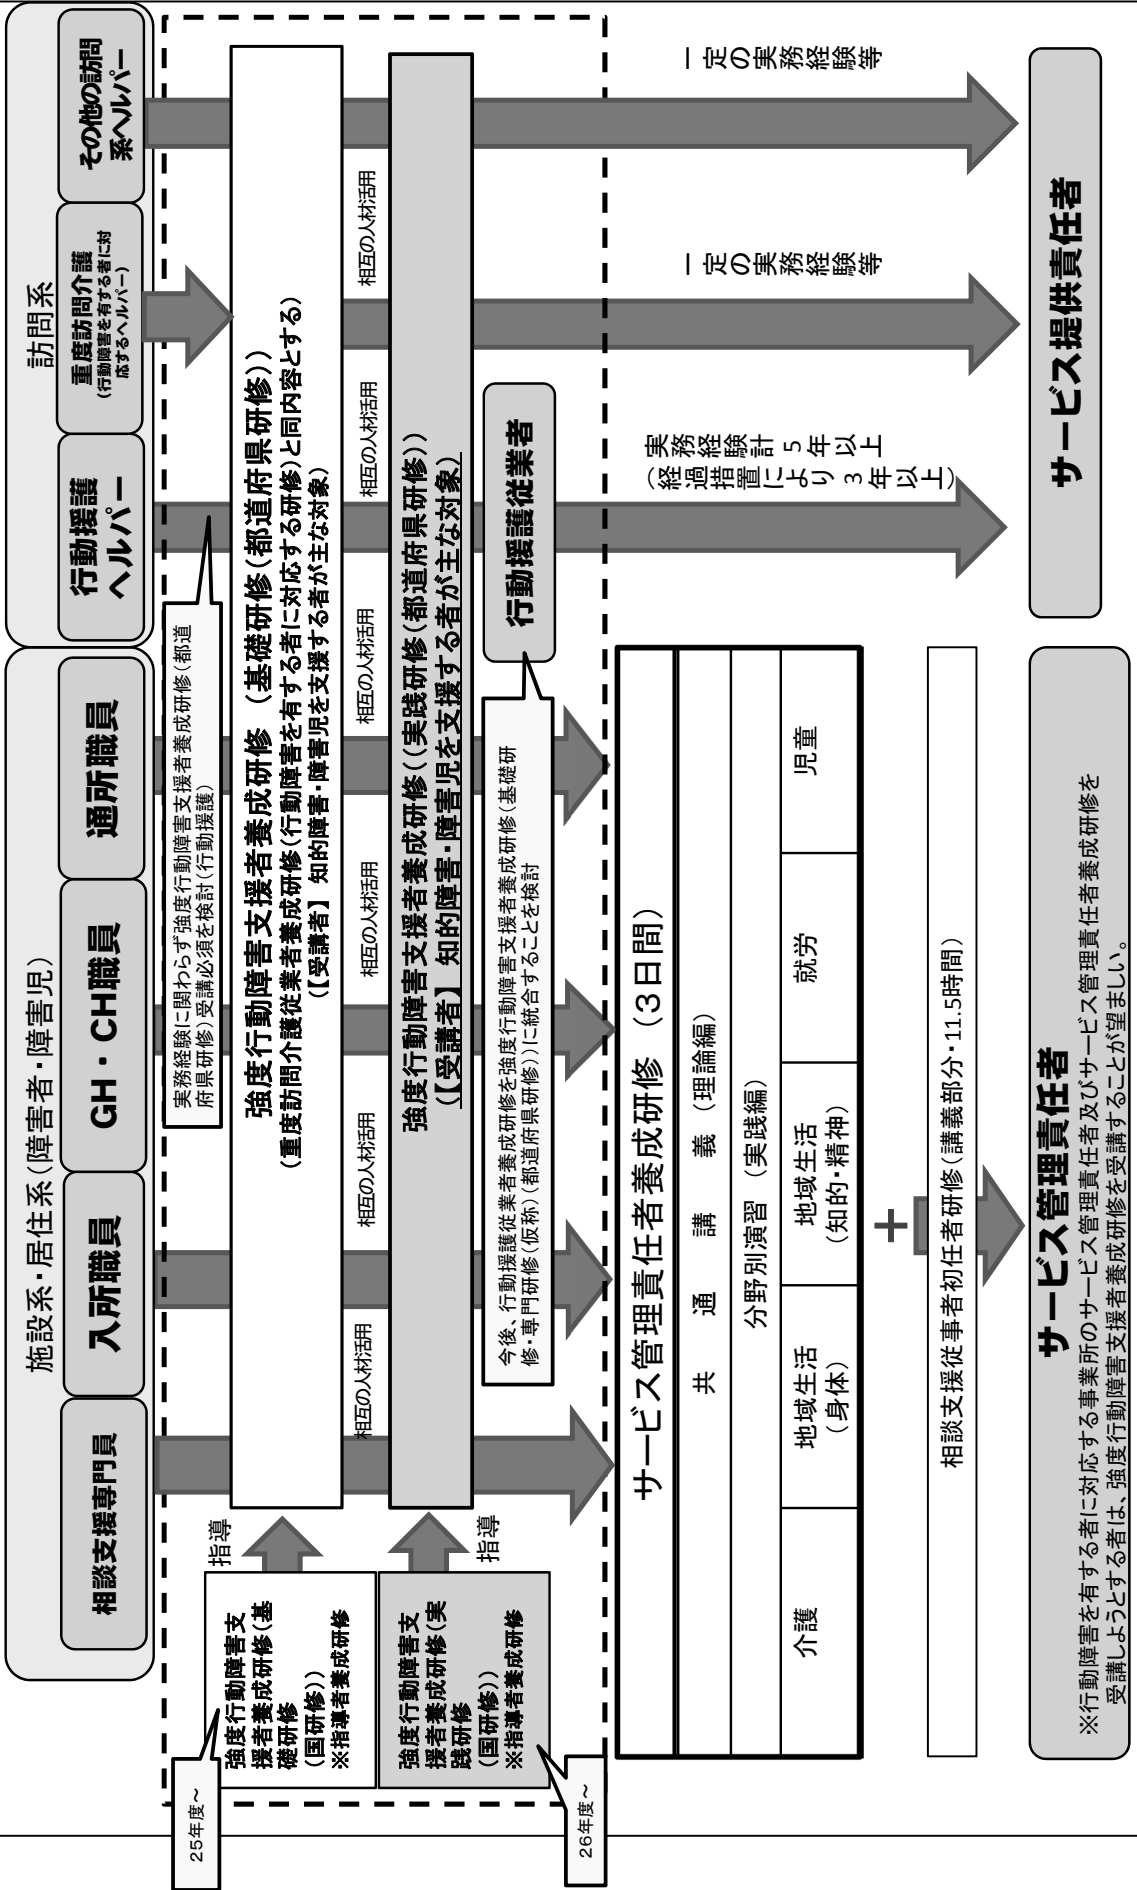 施設系・居住系(障害者・障害児)
訪問系
相談支援専門員
入所職員
GH・CH職員
通所職員
行動援護
ヘルパー
重度訪問介護
(行動障害を有する者に対
応するヘルパー)
その他の訪問
系ヘルパー
25年度～
強度行動障害支
援者養成研修(基
礎研修
(国研修))
※指導者養成研修
指導
実務経験に関わらず強度行動障害支援者養成研修(都道
府県研修)受講必須を検討(行動援護)
強度行動障害支援者養成研修 (基礎研修(都道府県研修))
(重度訪問介護従業者養成研修(行動障害を有する者に対応する研修)と同内容とする)
(【受講者】 知的障害・障害児を支援する者が主な対象)
相互の人材活用
相互の人材活用
相互の人材活用
相互の人材活用
相互の人材活用
相互の人材活用
26年度～
強度行動障害支
援者養成研修(実
践研修
(国研修))
※指導者養成研修
指導
強度行動障害支援者養成研修((実践研修(都道府県研修))
(【受講者】 知的障害・障害児を支援する者が主な対象)
今後、行動援護従業者養成研修を強度行動障害支援者養成研修(基礎研
修・専門研修(仮称)(都道府県研修))に統合することを検討
行動援護従業者
サービス管理責任者養成研修 (3日間)
共 通 講 義 (理論編)
分野別演習 (実践編)
介護
地域生活
(身体)
地域生活
(知的・精神)
就労
児童
+
相談支援従事者初任者研修(講義部分・11.5時間)
実務経験計 5 年以上
(経過措置により 3 年以上)
一定の実務経験等
一定の実務経験等
サービス管理責任者
※行動障害を有する者に対応する事業所のサービス管理責任者及びサービス管理責任者養成研修を
受講しようとする者は、強度行動障害支援者養成研修を受講することが望ましい。
サービス提供責任者